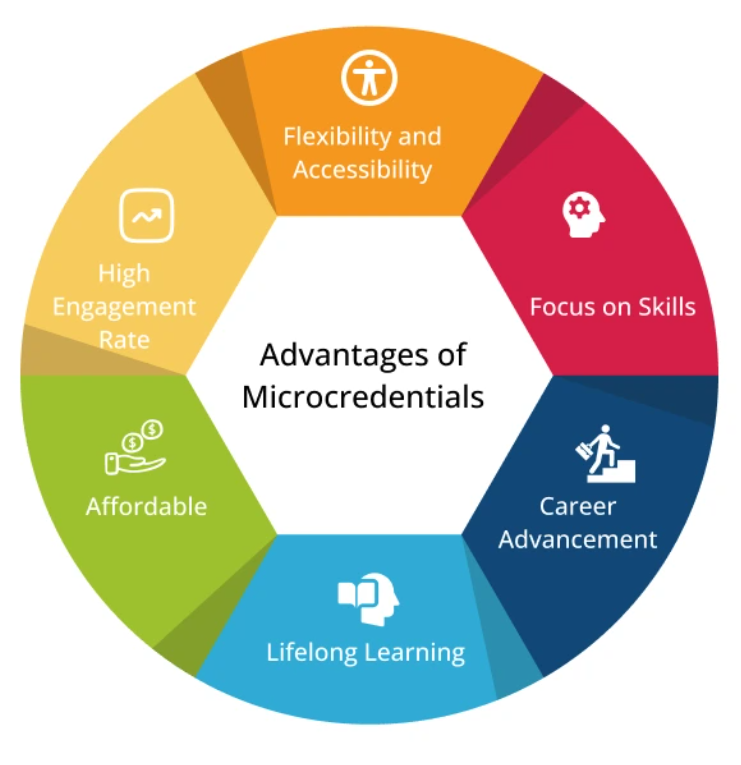 Flexibility and
Accessibility
Focus on Skills
Career
Advancement
Lifelong Learning
Affordable
High
Engagement
Rate
Advantages of
Microcredentials